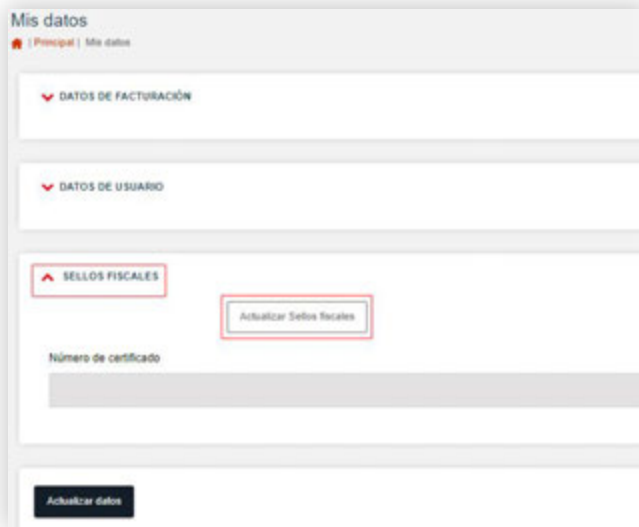 Mis datos
| Principal | Mis datos
DATOS DE FACTURACIÓN
DATOS DE USUARIO
SELLOS FISCALES
Actualizar Sellos fiscales
Número de certificado
Actualizar datos